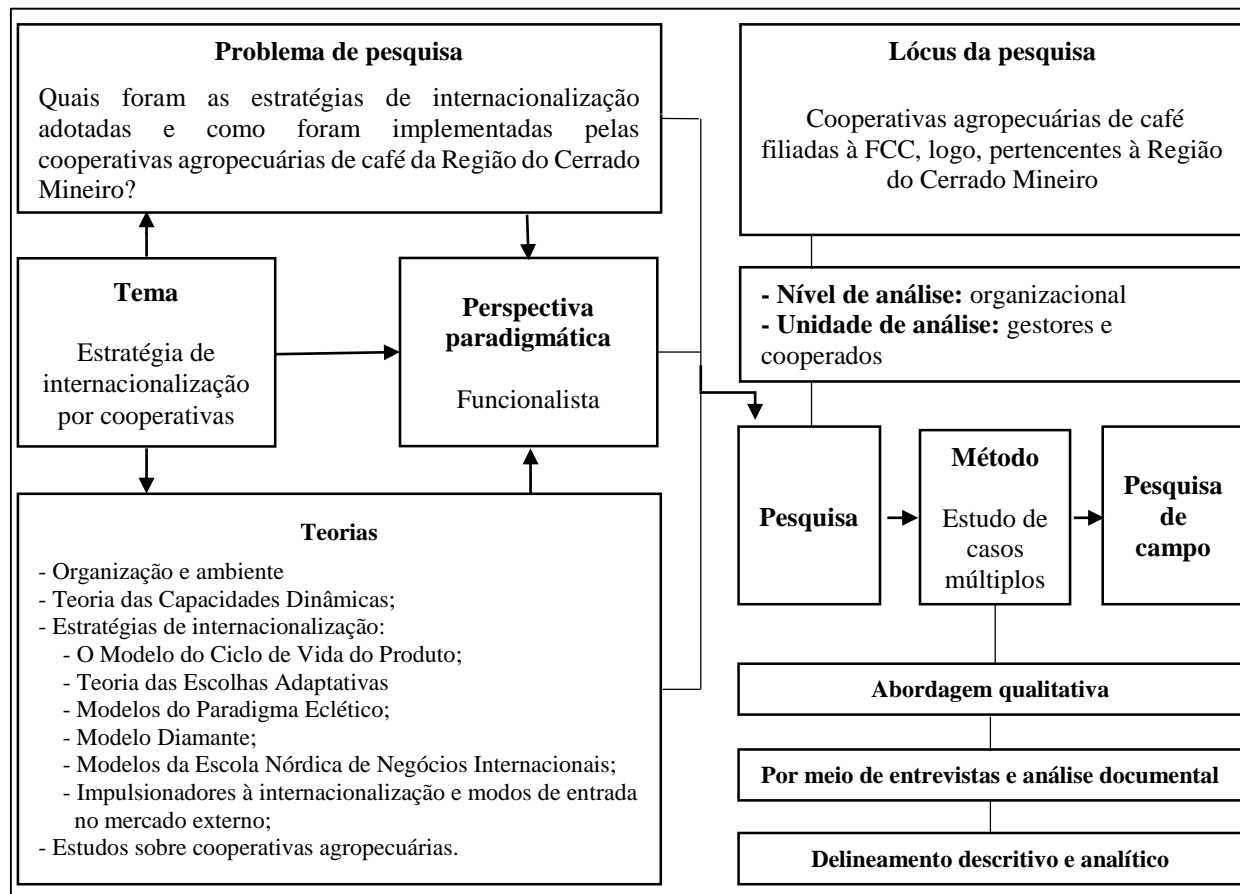 Problema de pesquisa
Quais foram as estratégias de internacionalização
adotadas e como foram implementadas pelas
cooperativas agropecuárias de café da Região do Cerrado
Mineiro?
Lócus da pesquisa
Cooperativas agropecuárias de café
filiadas à FCC, logo, pertencentes à Região
do Cerrado Mineiro
Tema
Estratégia de
internacionalização
por cooperativas
Perspectiva
paradigmática
Funcionalista
- Nível de análise: organizacional
- Unidade de análise: gestores e
cooperados
Pesquisa
Método
Estudo de
casos
múltiplos
Pesquisa
de
campo
Teorias
- Organização e ambiente
- Teoria das Capacidades Dinâmicas;
- Estratégias de internacionalização:
- O Modelo do Ciclo de Vida do Produto;
- Teoria das Escolhas Adaptativas
- Modelos do Paradigma Eclético;
- Modelo Diamante;
- Modelos da Escola Nórdica de Negócios Internacionais;
- Impulsionadores à internacionalização e modos de entrada
no mercado externo;
- Estudos sobre cooperativas agropecuárias.
Abordagem qualitativa
Por meio de entrevistas e análise documental
Delineamento descritivo e analítico